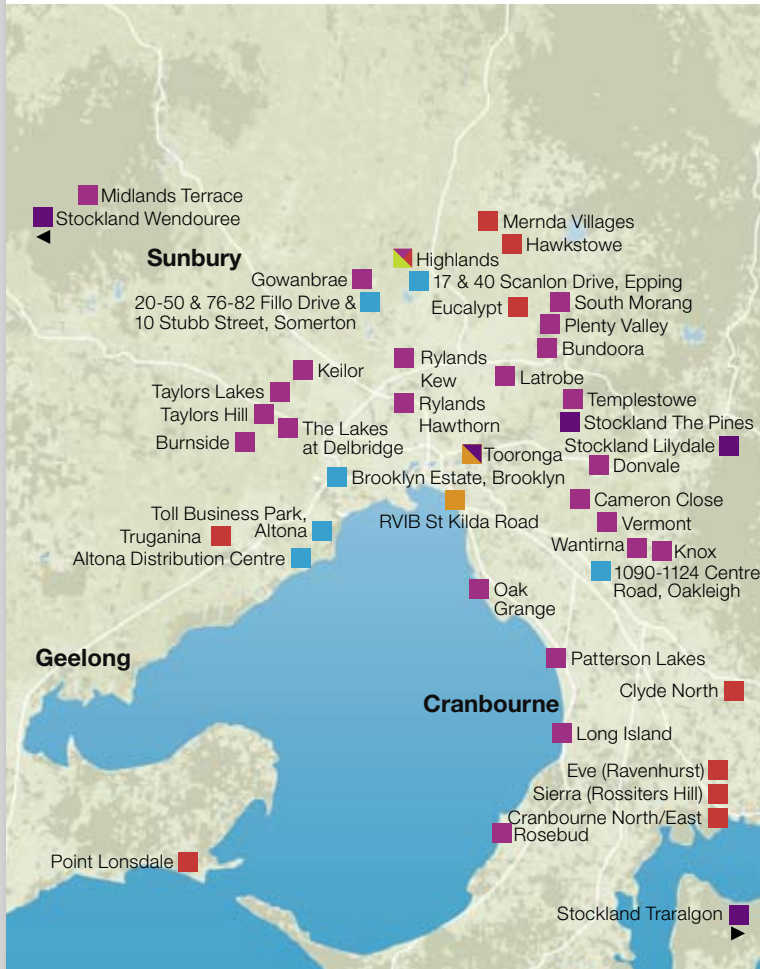 Midlands Terrace
Stockland Wendouree
Mernda Villages
Hawkstowe
Sunbury
Highlands
Gowanbrae
17 & 40 Scanlon Drive, Epping
20-50 & 76-82 Fillo Drive &
10 Stubb Street, Somerton
Eucalypt
South Morang
Plenty Valley
Bundoora
Rylands
Kew
Keilor
Latrobe
Taylors Lakes
Templestowe
Rylands
Hawthorn
Taylors Hill
Stockland The Pines
The Lakes
at Delbridge
Burnside
Stockland Lilydale
Tooronga
Donvale
Brooklyn Estate, Brooklyn
Cameron Close
RVIB St Kilda Road
Toll Business Park,
Altona
Vermont
Truganina
Wantirna
Knox
Altona Distribution Centre
1090-1124 Centre
Road, Oakleigh
Oak
Grange
Geelong
Patterson Lakes
Clyde North
Cranbourne
Long Island
Eve (Ravenhurst)
Sierra (Rossiters Hill)
Cranbourne North/East
Rosebud
Point Lonsdale
Stockland Traralgon